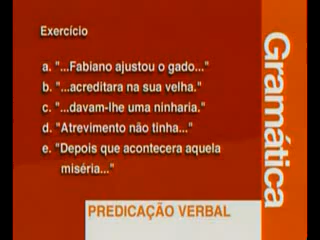 Exercício
a. "...Fabiano ajustou o gado..."
b. "...acreditara na sua velha."
c. "...davam-lhe uma ninharia."
d. "Atrevimento não tinha..."
e. "Depois que acontecera aquela
miséria..."
Gramática
PREDICAÇÃO VERBAL